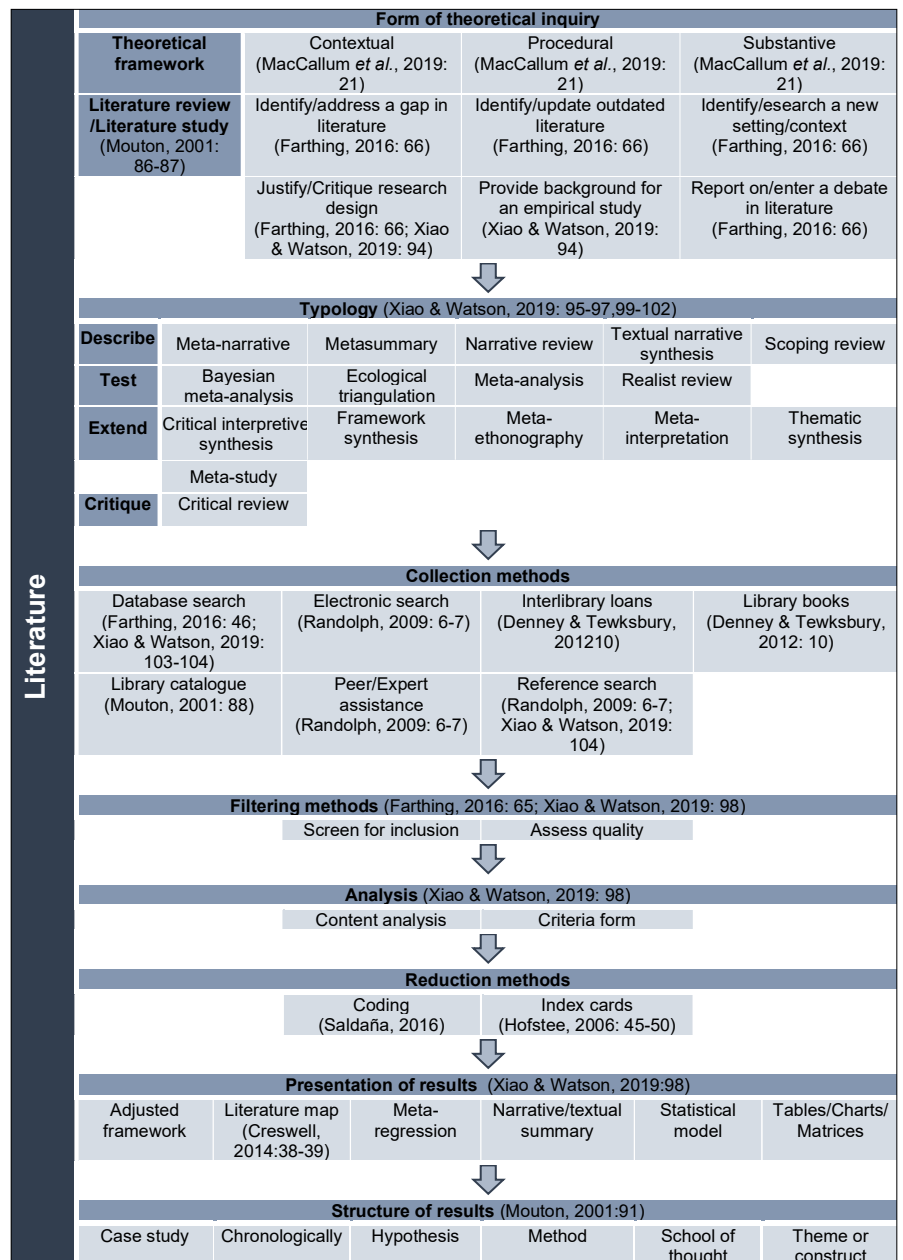 Literature
Form of theoretical inquiry
Theoretical
framework
Contextual
(MacCallum et al., 2019:
21)
Procedural
(MacCallum et al., 2019:
21)
Substantive
(MacCallum et al., 2019:
21)
Literature review
/Literature study
(Mouton, 2001:
86-87)
Identify/address a gap in
literature
(Farthing, 2016: 66)
Identify/update outdated
literature
(Farthing, 2016: 66)
Identify/esearch a new
setting/context
(Farthing, 2016: 66)
Justify/Critique research
design
(Farthing, 2016: 66; Xiao
& Watson, 2019: 94)
Provide background for
an empirical study
(Xiao & Watson, 2019:
94)
Report on/enter a debate
in literature
(Farthing, 2016: 66)
Typology (Xiao & Watson, 2019: 95-97,99-102)
Describe
Meta-narrative
Metasummary
Narrative review
Textual narrative
synthesis
Scoping review
Test
Bayesian
meta-analysis
Ecological
triangulation
Meta-analysis
Realist review
Extend
Critical interpretive
synthesis
Framework
synthesis
Meta-
ethonography
Meta-
interpretation
Thematic
synthesis
Meta-study
Critique
Critical review
Collection methods
Database search
(Farthing, 2016: 46;
Xiao & Watson, 2019:
103-104)
Electronic search
(Randolph, 2009: 6-7)
Interlibrary loans
(Denney & Tewksbury,
201210)
Library books
(Denney & Tewksbury,
2012: 10)
Library catalogue
(Mouton, 2001: 88)
Peer/Expert
assistance
(Randolph, 2009: 6-7)
Reference search
(Randolph, 2009: 6-7;
Xiao & Watson, 2019:
104)
Filtering methods (Farthing, 2016: 65; Xiao & Watson, 2019: 98)
Screen for inclusion
Assess quality
Analysis (Xiao & Watson, 2019: 98)
Content analysis
Criteria form
Reduction methods
Coding
(Saldaña, 2016)
Index cards
(Hofstee, 2006: 45-50)
Presentation of results (Xiao & Watson, 2019:98)
Adjusted
framework
Literature map
(Creswell,
2014:38-39)
Meta-
regression
Narrative/textual
summary
Statistical
model
Tables/Charts/
Matrices
Structure of results (Mouton, 2001:91)
Case study
Chronologically
Hypothesis
Method
School of
thought
Theme or
construct